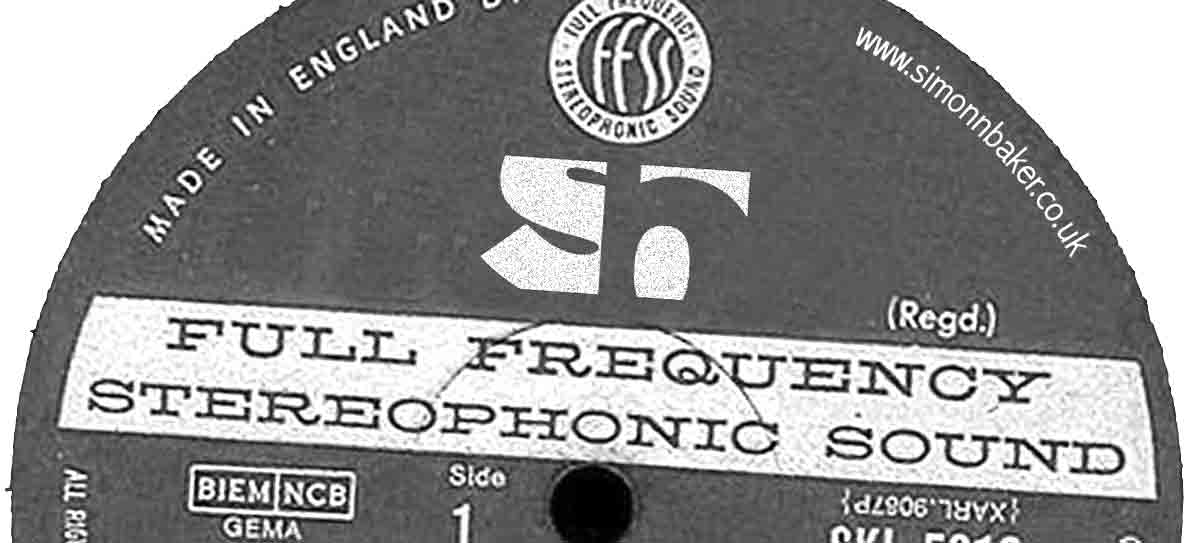 MADE IN ENGLAND
FULL FREQUENCY
STEREOPHONIC SOUND
FFSS
www.simonnbaker.co.uk
(Regd.)
FULL FREQUENCY
STEREOPHONIC SOUND
BIEM NCB
GEMA
Side
1
{XARL.9087P}
ALL